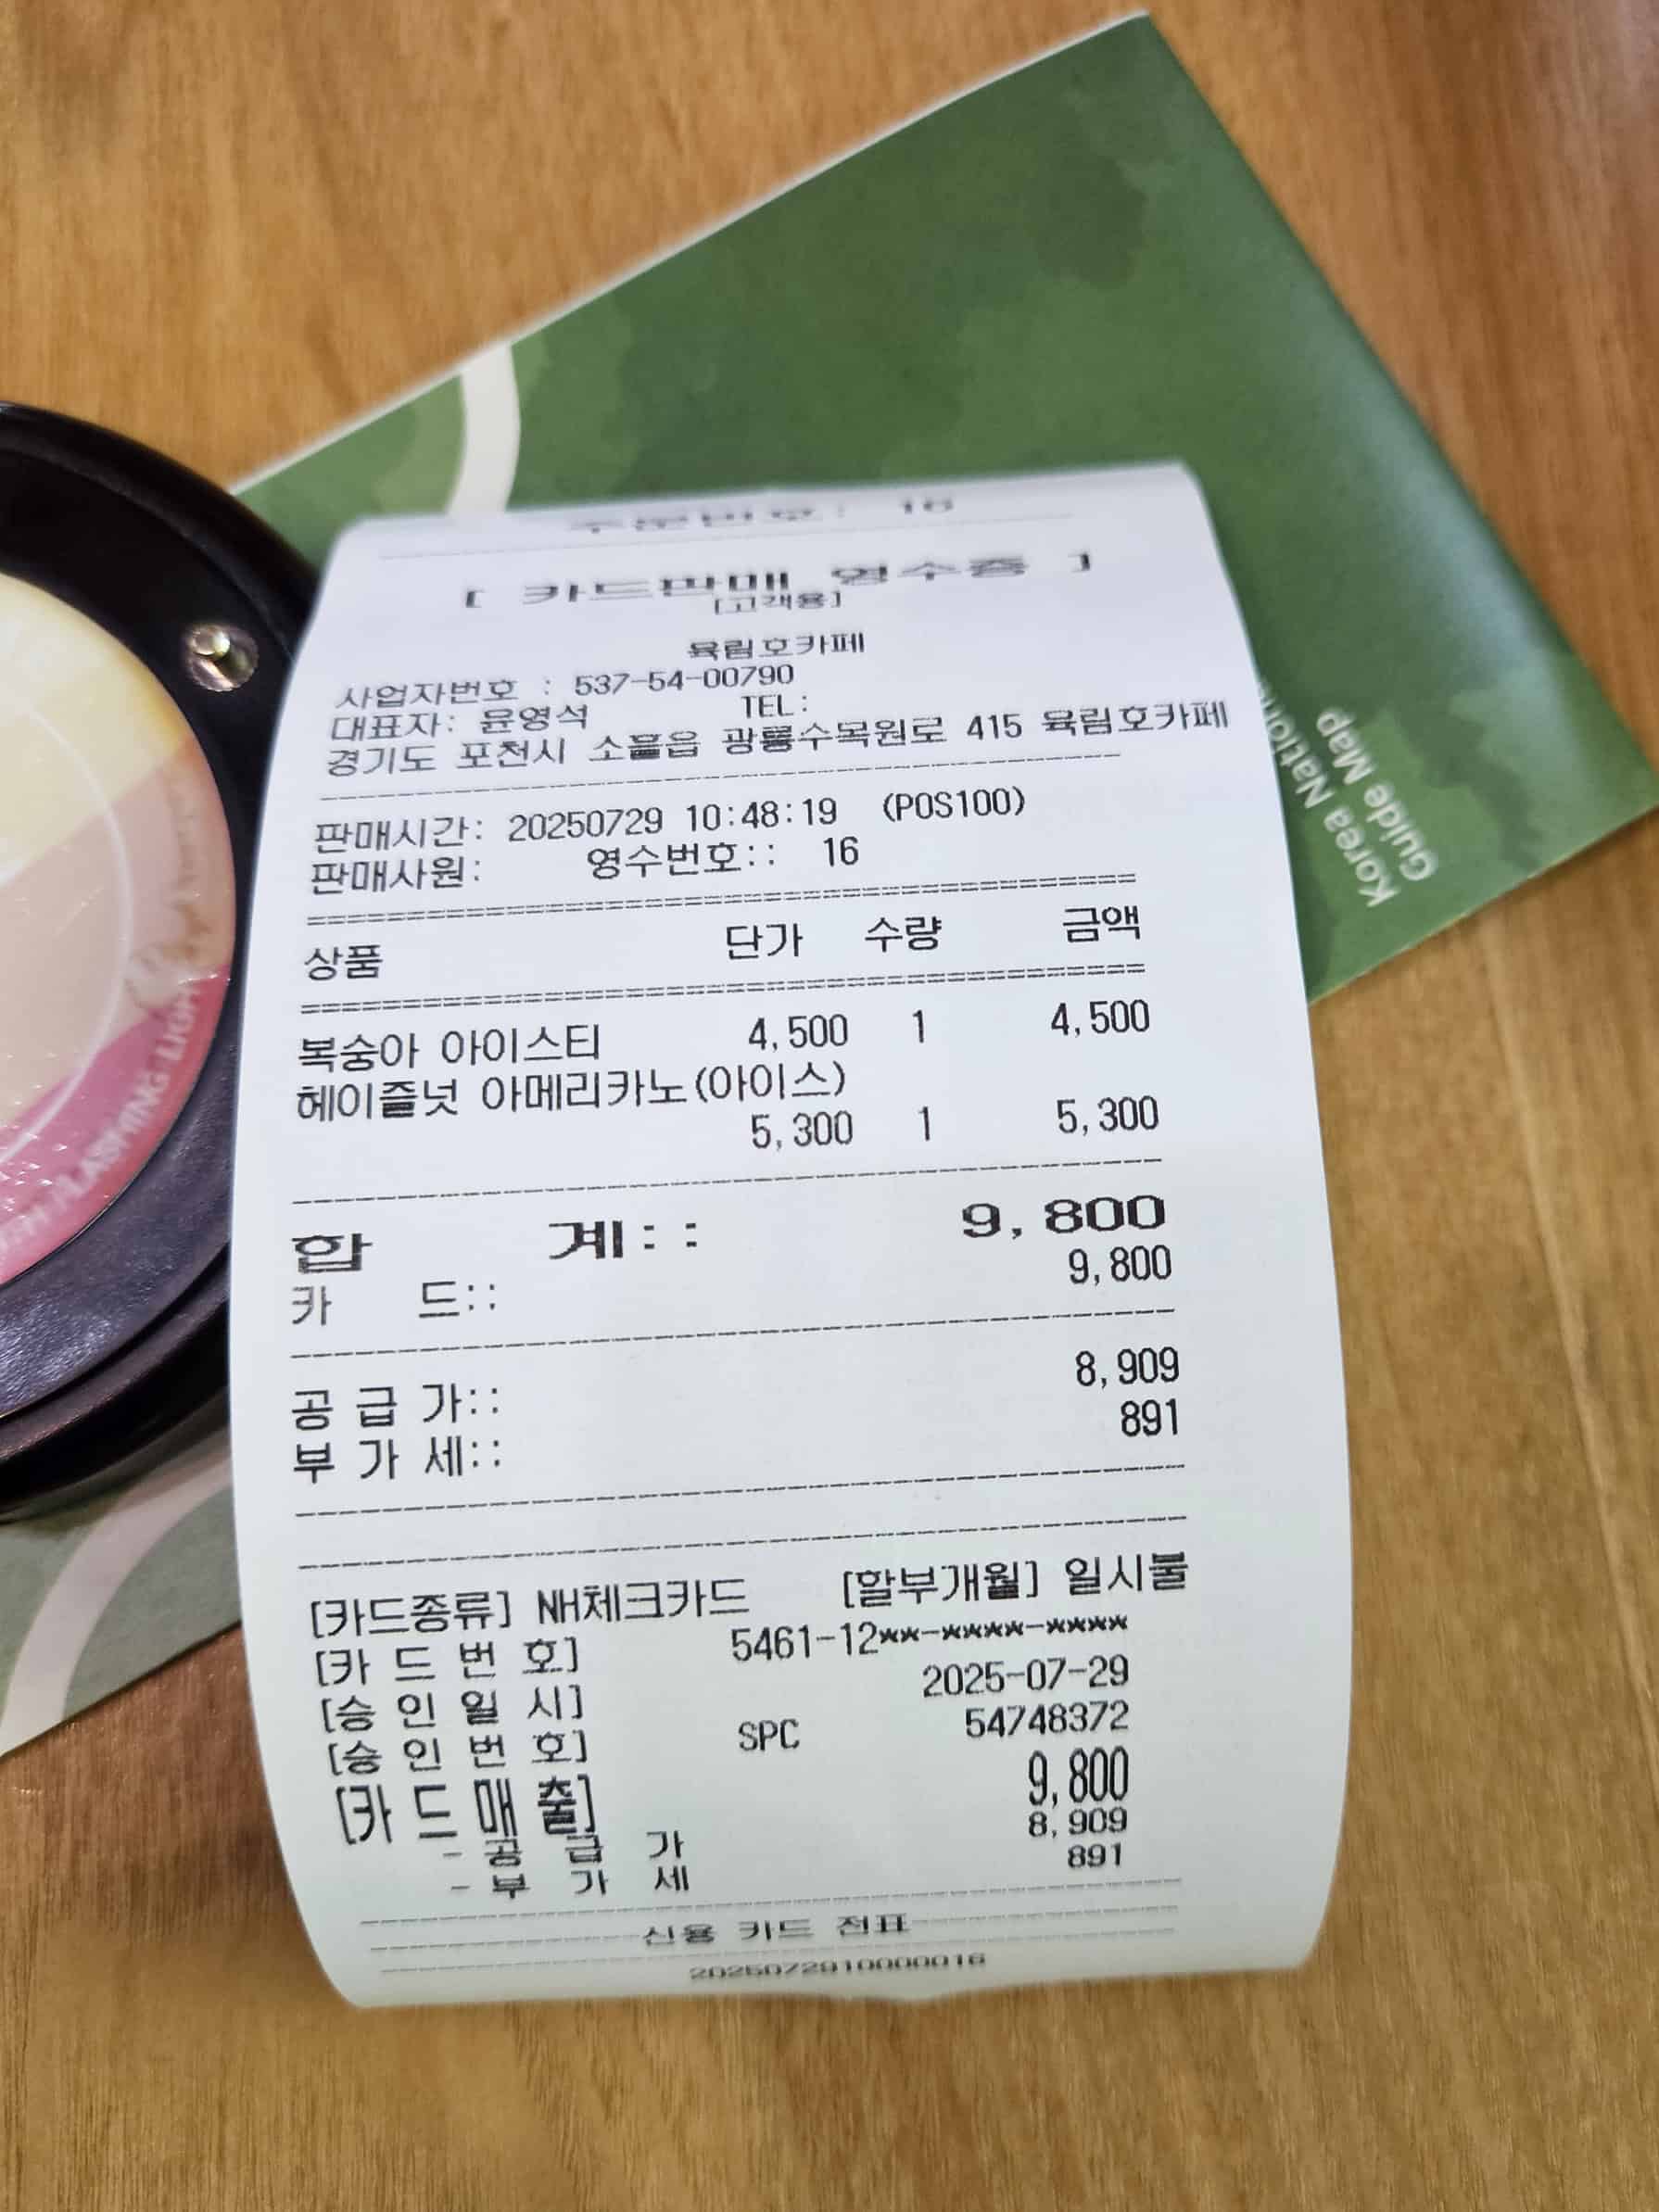 주문번호: 16
[ 카드판매 영수증 ]
[고객용]
육림호카페
사업자번호 : 537-54-00790
대표자: 윤영석 TEL:
경기도 포천시 소흘읍 광릉수목원로 415 육림호카페
판매시간: 20250729 10:48:19 (POS100)
판매사원: 영수번호:: 16
상품 단가 수량 금액
복숭아 아이스티 4,500 1 4,500
헤이즐넛 아메리카노(아이스)
5,300 1 5,300
합 계:: 9,800
카 드:: 9,800
공 급 가:: 8,909
부 가 세:: 891
[카드종류] NH체크카드 [할부개월] 일시불
[카 드 번 호] 5461-12**-****-****
[승 인 일 시] 2025-07-29
[승 인 번 호] SPC 54748372
[카 드 매 출] 9,800
- 공 급 가 8,909
- 부 가 세 891
신용 카드 전표
2025072910000016
Korea Nation
Guide Map
FLASHING LIGH